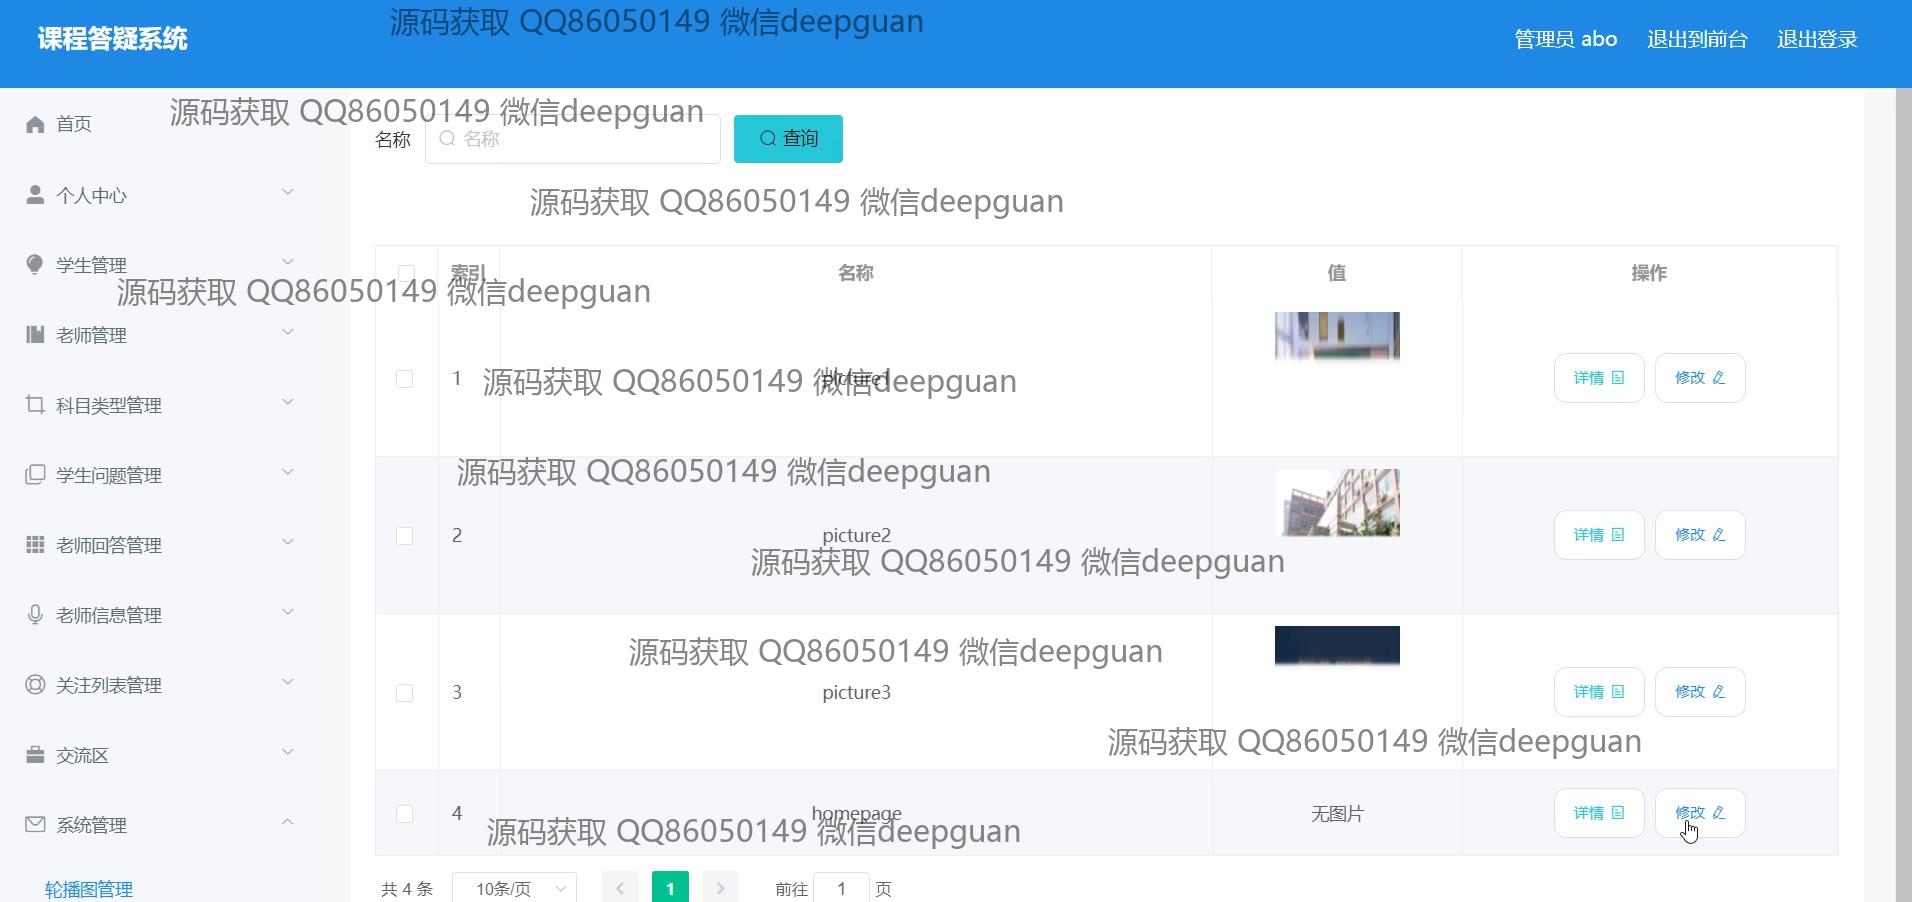 源码获取 QQ86050149 微信deepguan
课程答疑系统
管理员 abo 退出到前台 退出登录
源码获取 QQ86050149 微信deepguan
首页
名称 名称 查询
个人中心
源码获取 QQ86050149 微信deepguan
学生管理
索引 名称 值 操作
源码获取 QQ86050149 微信deepguan
老师管理
1 picture1 详情 修改
源码获取 QQ86050149 微信deepguan
科目类型管理
学生问题管理
源码获取 QQ86050149 微信deepguan
2 picture2 详情 修改
老师回答管理
源码获取 QQ86050149 微信deepguan
老师信息管理
源码获取 QQ86050149 微信deepguan
关注列表管理
3 picture3 详情 修改
源码获取 QQ86050149 微信deepguan
交流区
4 homepage 无图片 详情 修改
系统管理
源码获取 QQ86050149 微信deepguan
轮播图管理
共 4 条 10条/页 1 前往 1 页